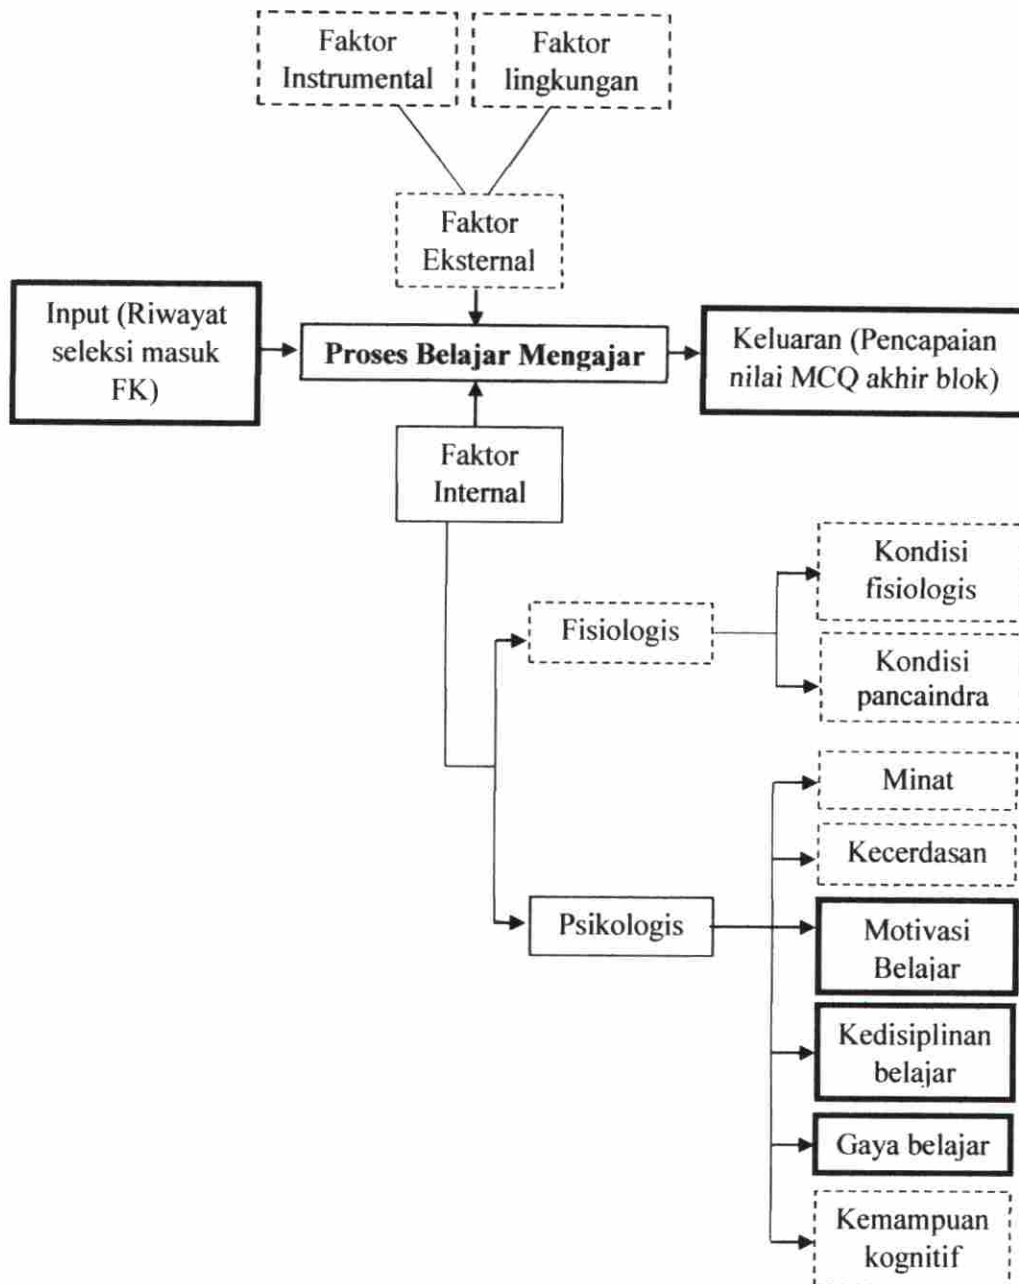 Faktor
Instrumental
Faktor
lingkungan
Faktor
Eksternal
Input (Riwayat
seleksi masuk
FK)
Proses Belajar Mengajar
Keluaran (Pencapaian
nilai MCQ akhir blok)
Faktor
Internal
Fisiologis
Kondisi
fisiologis
Kondisi
pancaindra
Psikologis
Minat
Kecerdasan
Motivasi
Belajar
Kedisiplinan
belajar
Gaya belajar
Kemampuan
kognitif